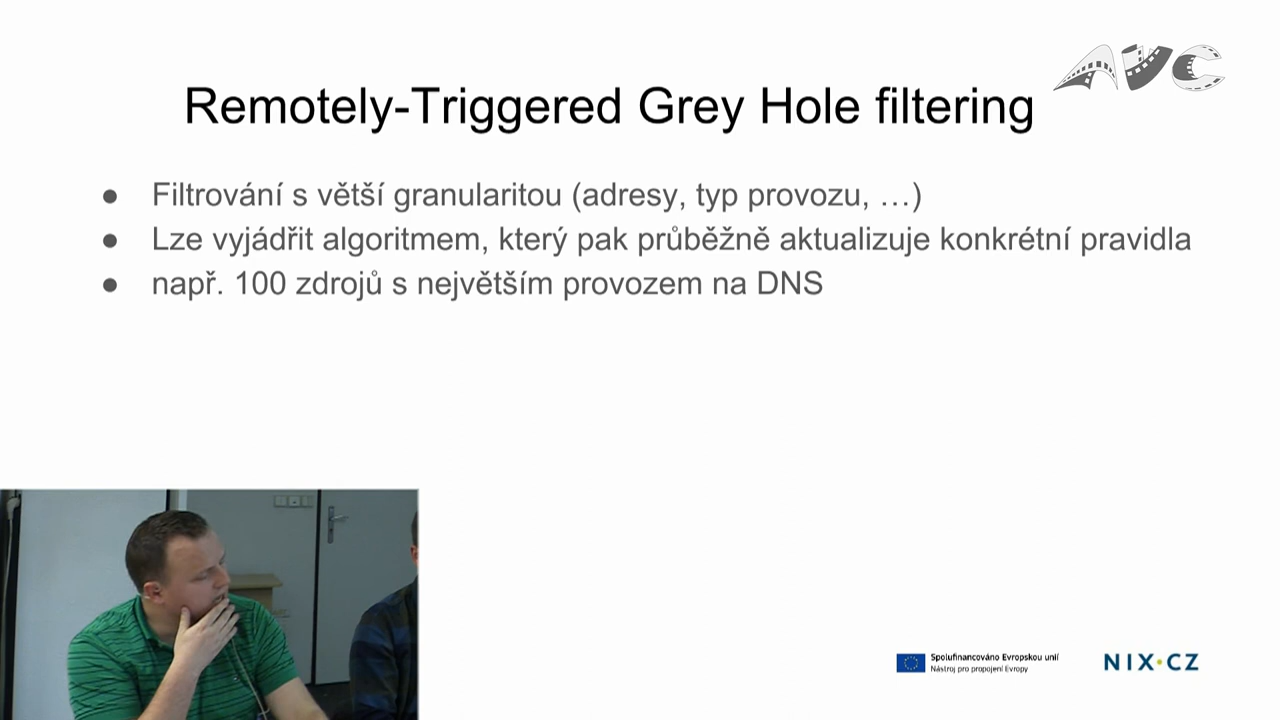 AVC
Remotely-Triggered Grey Hole filtering
● Filtrování s větší granularitou (adresy, typ provozu, …)
● Lze vyjádřit algoritmem, který pak průběžně aktualizuje konkrétní pravidla
● např. 100 zdrojů s největším provozem na DNS
Spolufinancováno Evropskou unií
Nástroj pro propojení Evropy
NIX·CZ